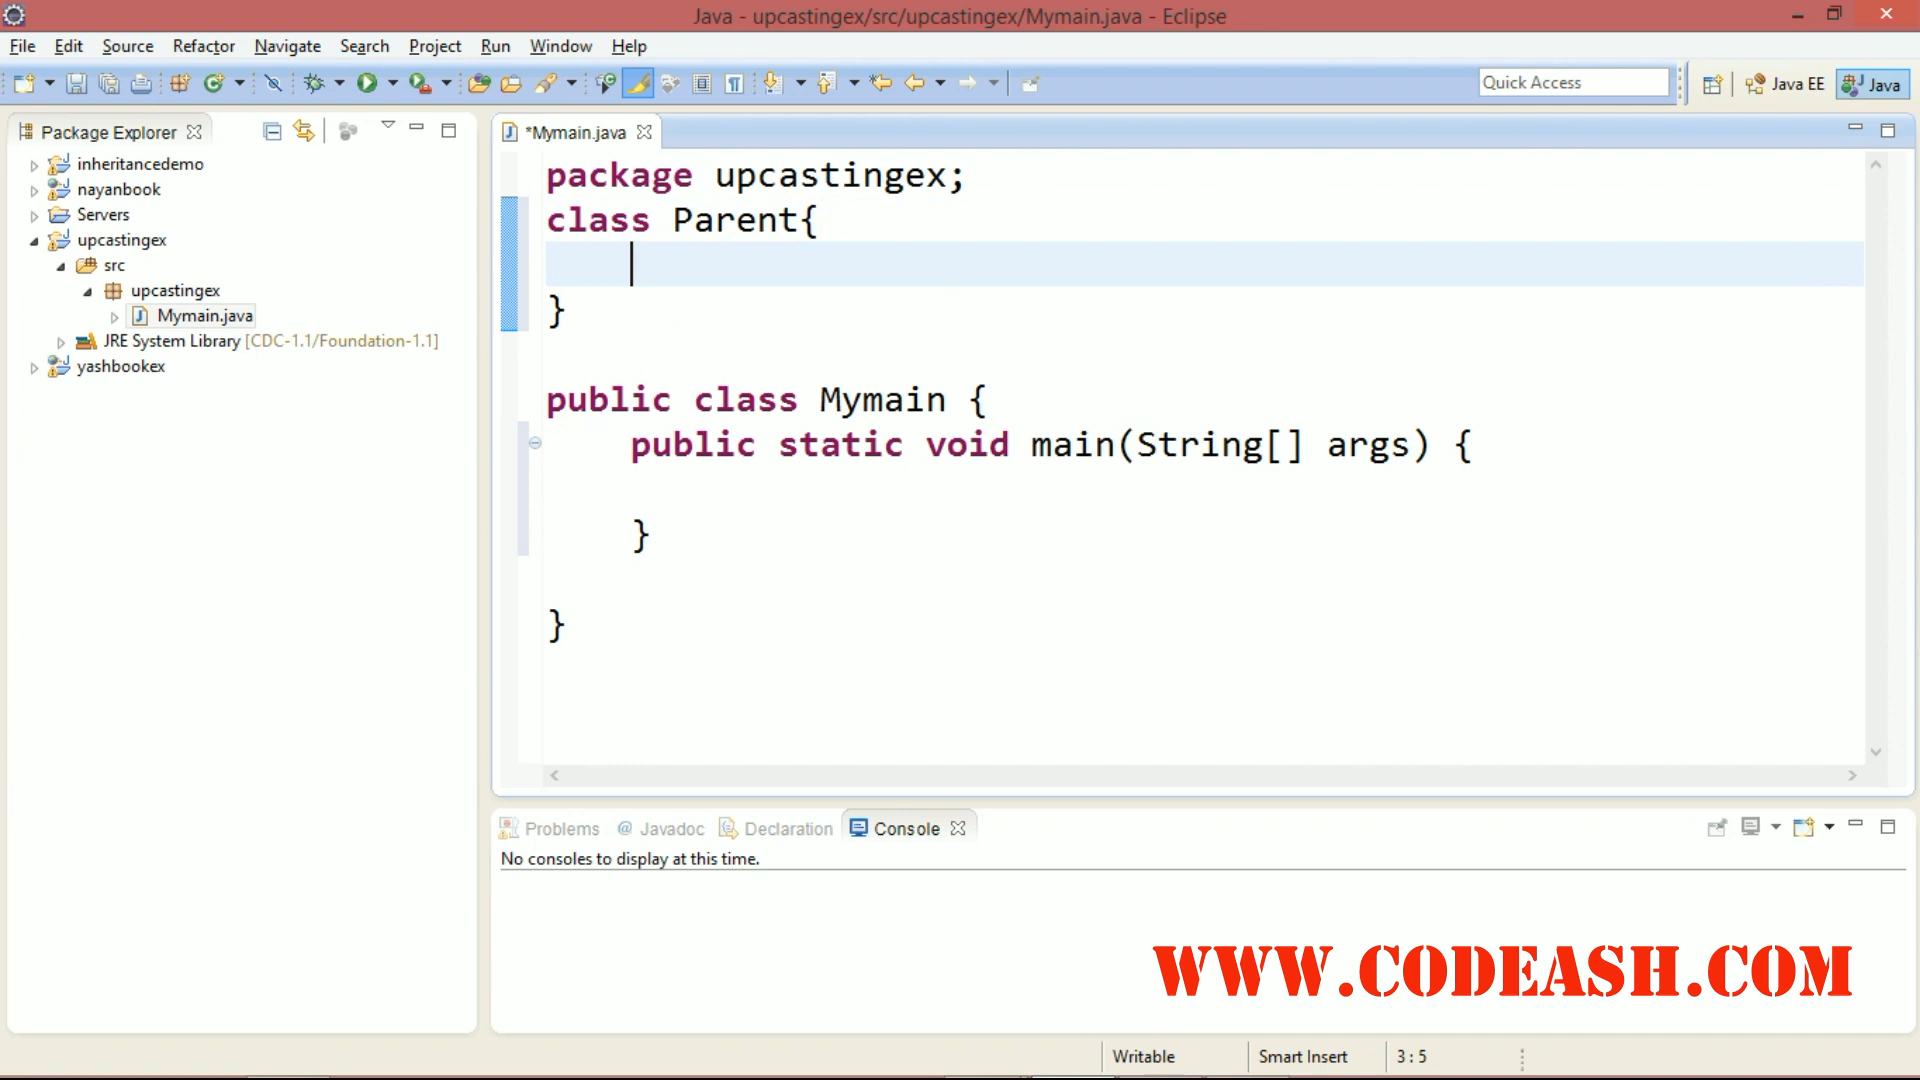 Java - upcastingex/src/upcastingex/Mymain.java - Eclipse
File Edit Source Refactor Navigate Search Project Run Window Help
Quick Access Java EE Java
Package Explorer
inheritancedemo
nayanbook
Servers
upcastingex
src
upcastingex
Mymain.java
JRE System Library [CDC-1.1/Foundation-1.1]
yashbookex
*Mymain.java
package upcastingex;
class Parent{
}
public class Mymain {
public static void main(String[] args) {
}
}
Problems @ Javadoc Declaration Console
No consoles to display at this time.
WWW.CODEASH.COM
Writable Smart Insert 3 : 5